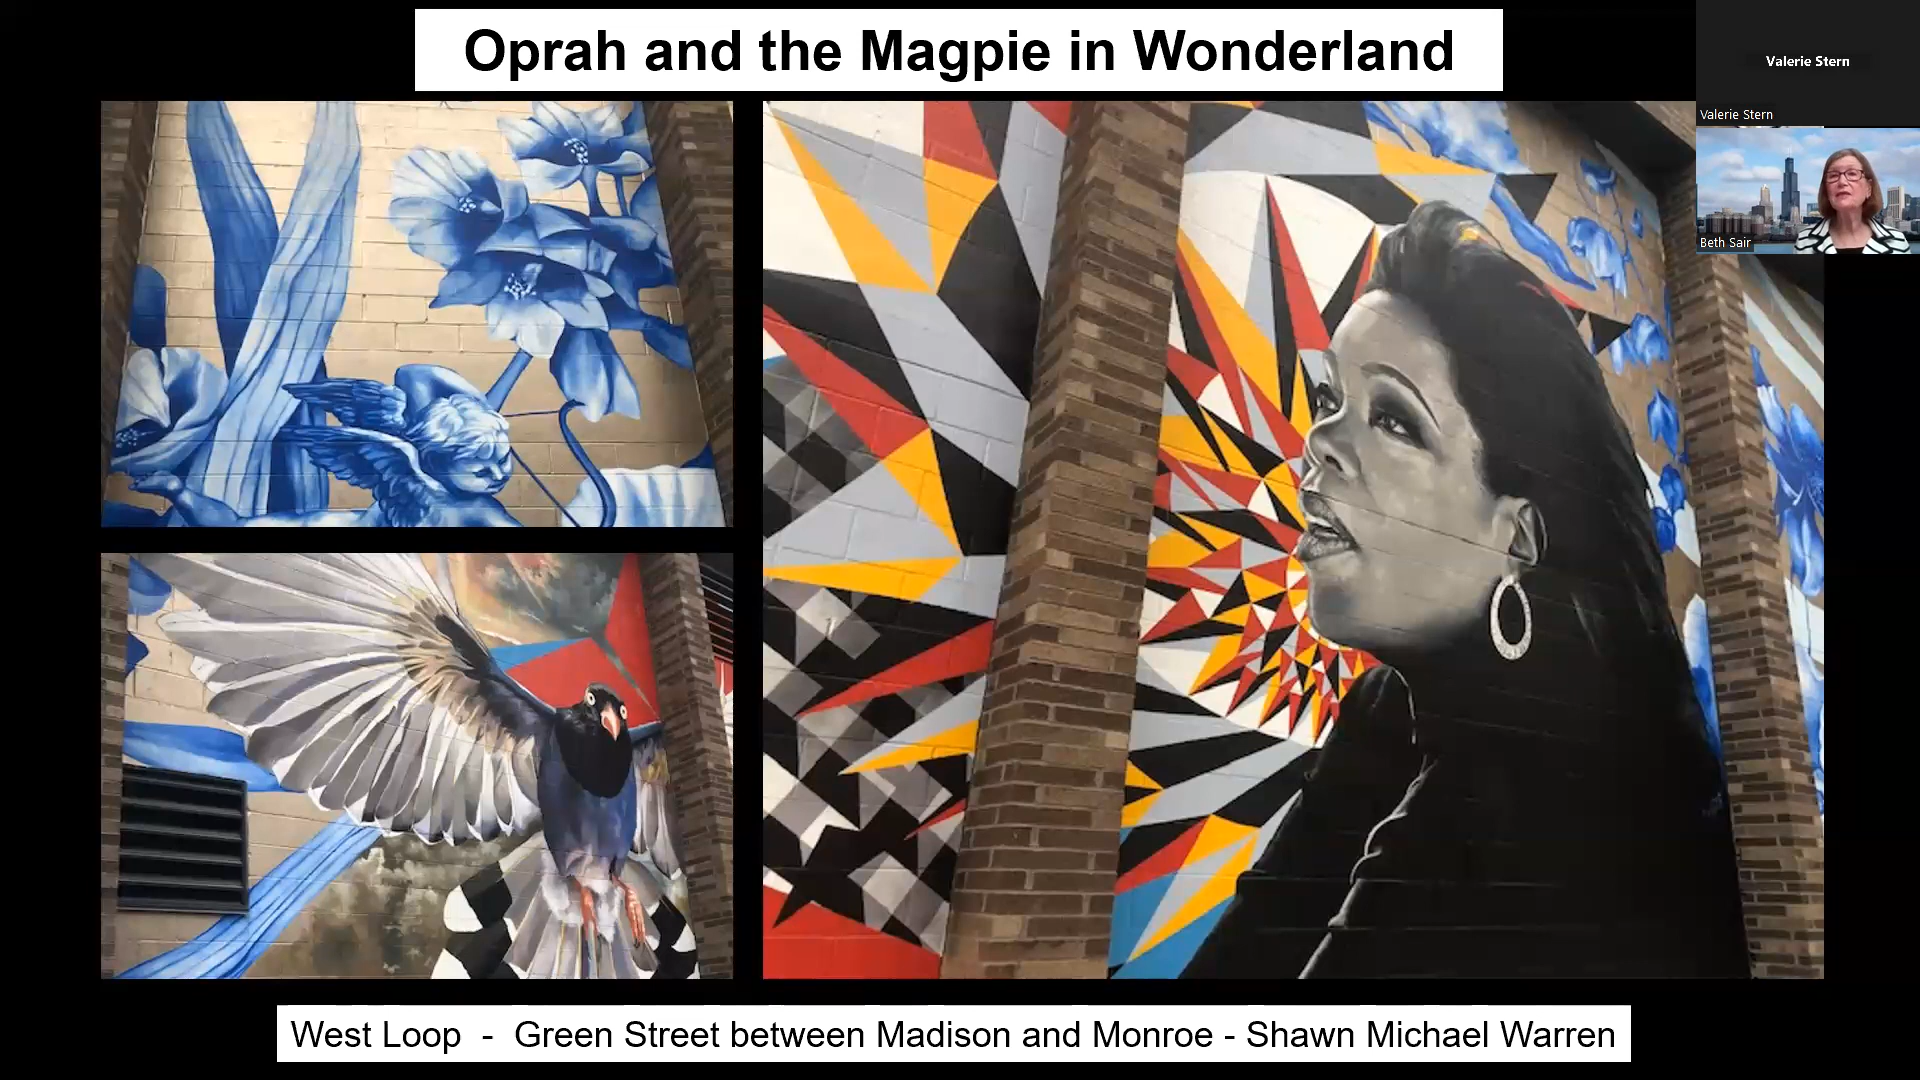 Oprah and the Magpie in Wonderland
Valerie Stern
Valerie Stern
Beth Sair
West Loop - Green Street between Madison and Monroe - Shawn Michael Warren